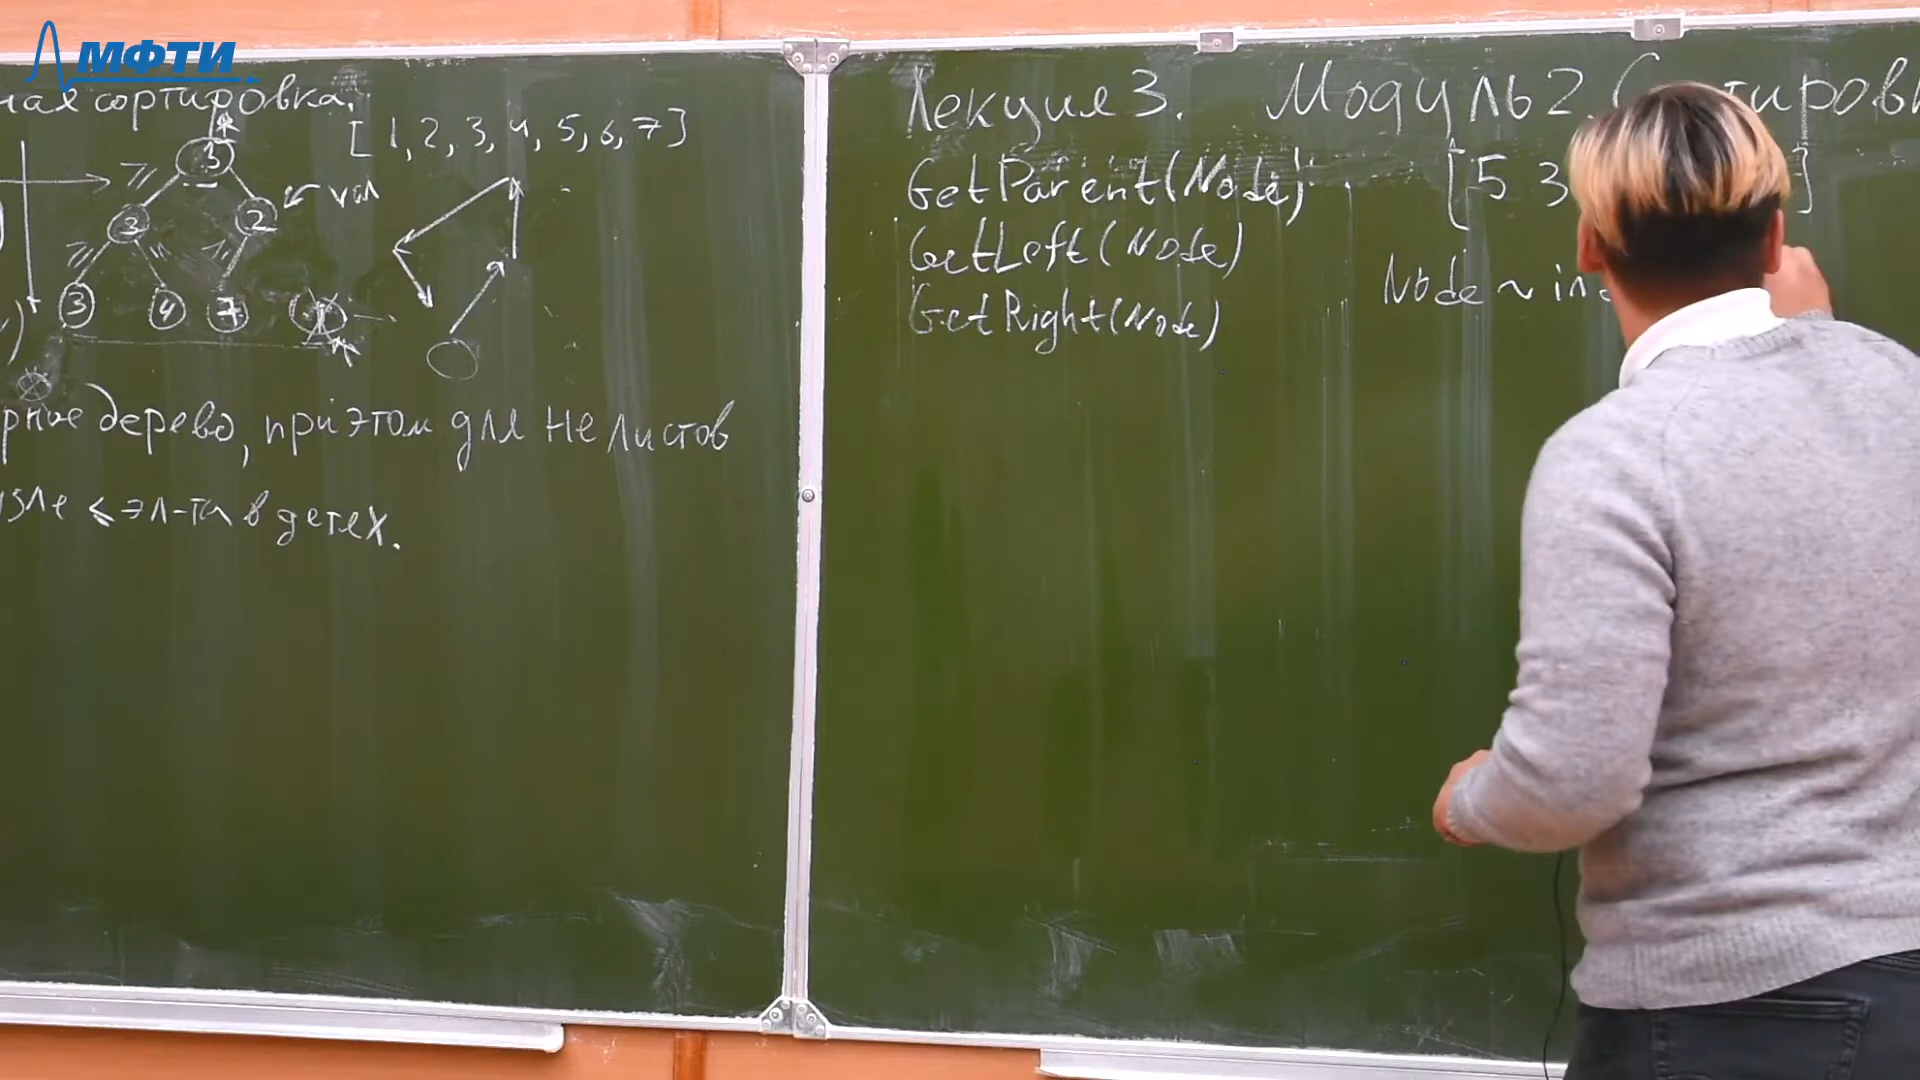 МФТИ
ная сортировка.
[1, 2, 3, 4, 5, 6, 7]
3
3 2 ← val
3 4 7
рное дерево, при этом для не листов
узле ≤ эл-та в детях.
Лекция 3. Модуль 2.
GetParent(Node)
GetLeft(Node)
GetRight(Node)
[5 3 ]
Node ~ in